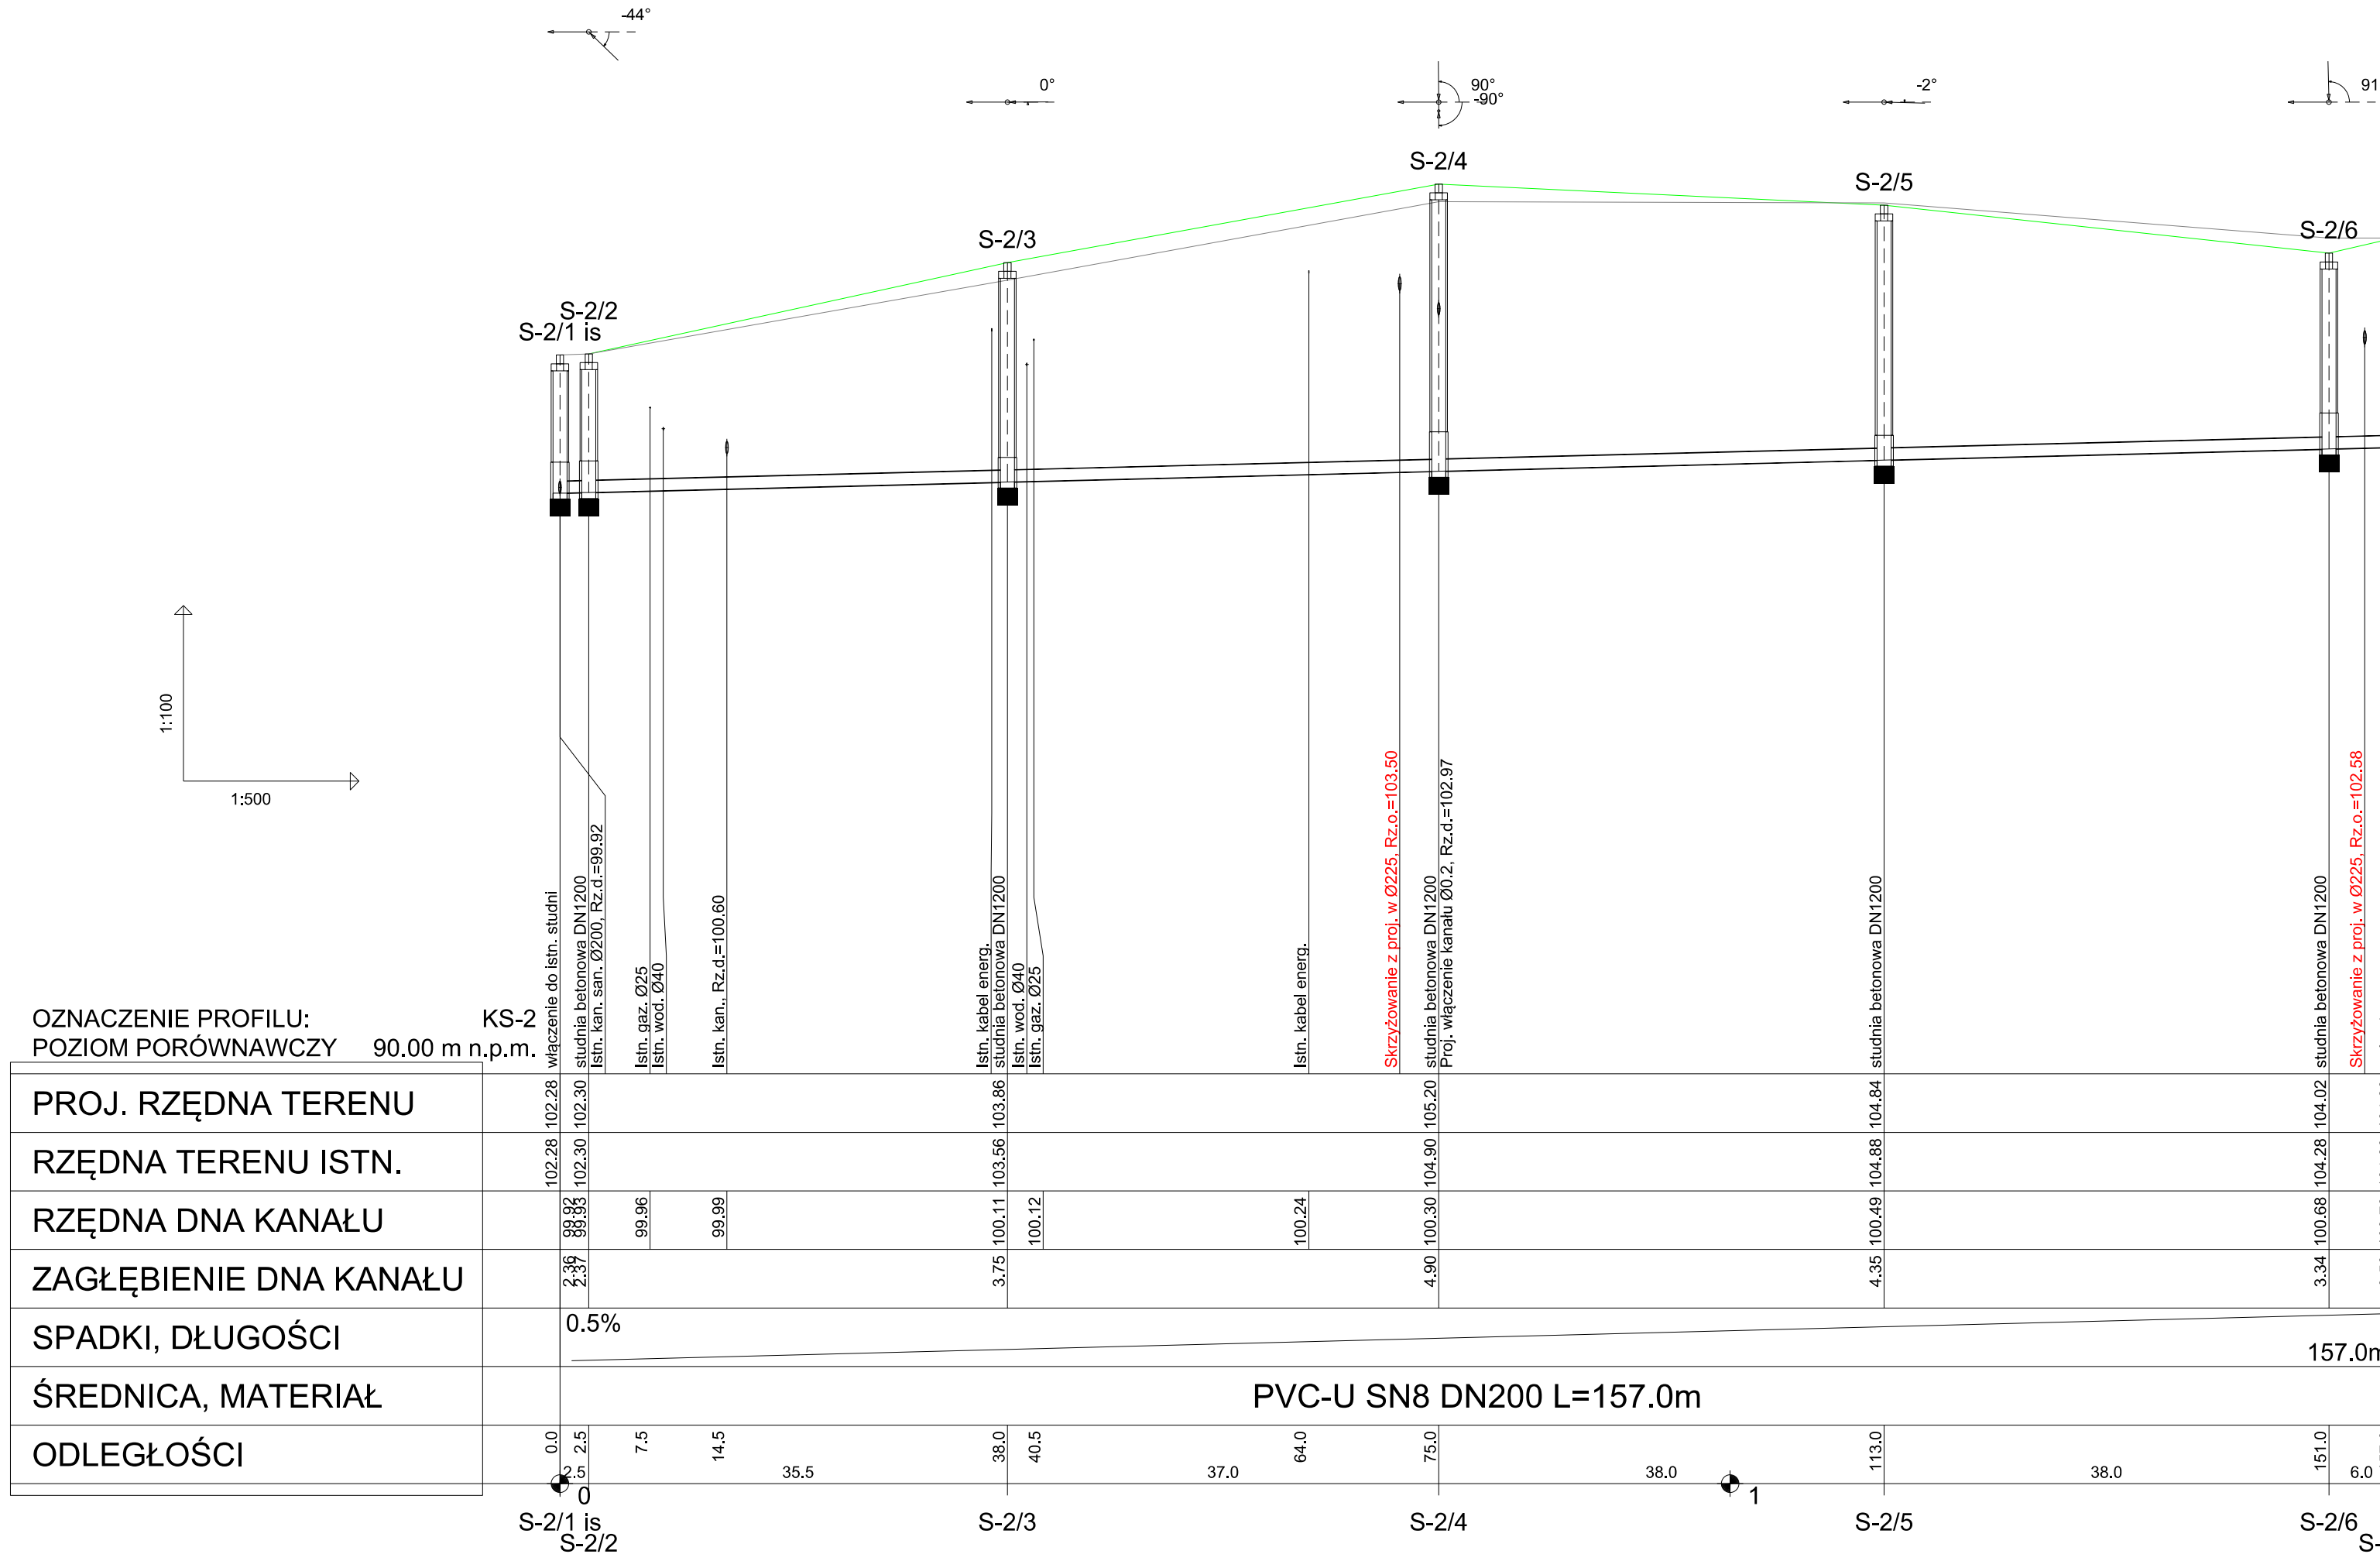 -44°
0°
90°
-90°
-2°
91
S-2/4
S-2/5
S-2/3
S-2/6
S-2/2
S-2/1 is
1:100
1:500
włączenie do istn. studni
studnia betonowa DN1200
Istn. kan. san. Ø200, Rz.d.=99.92
Istn. gaz. Ø25
Istn. wod. Ø40
Istn. kan., Rz.d.=100.60
Istn. kabel energ.
studnia betonowa DN1200
Istn. wod. Ø40
Istn. gaz. Ø25
Istn. kabel energ.
Skrzyżowanie z proj. w Ø225, Rz.o.=103.50
studnia betonowa DN1200
Proj. włączenie kanału Ø0.2, Rz.d.=102.97
studnia betonowa DN1200
studnia betonowa DN1200
Skrzyżowanie z proj. w Ø225, Rz.o.=102.58
OZNACZENIE PROFILU: KS-2
POZIOM PORÓWNAWCZY 90.00 m n.p.m.
PROJ. RZĘDNA TERENU 102.28 102.30 103.86 105.20 104.84 104.02
RZĘDNA TERENU ISTN. 102.28 102.30 103.56 104.90 104.88 104.28
RZĘDNA DNA KANAŁU 99.92 99.93 99.96 99.99 100.11 100.12 100.24 100.30 100.49 100.68
ZAGŁĘBIENIE DNA KANAŁU 2.36 2.37 3.75 4.90 4.35 3.34
SPADKI, DŁUGOŚCI 0.5% 157.0m
ŚREDNICA, MATERIAŁ PVC-U SN8 DN200 L=157.0m
ODLEGŁOŚCI 0.0 2.5 7.5 14.5 38.0 40.5 64.0 75.0 113.0 151.0
2.5 35.5 37.0 38.0 38.0 6.0
0 1
S-2/1 is S-2/3 S-2/4 S-2/5 S-2/6
S-2/2 S-